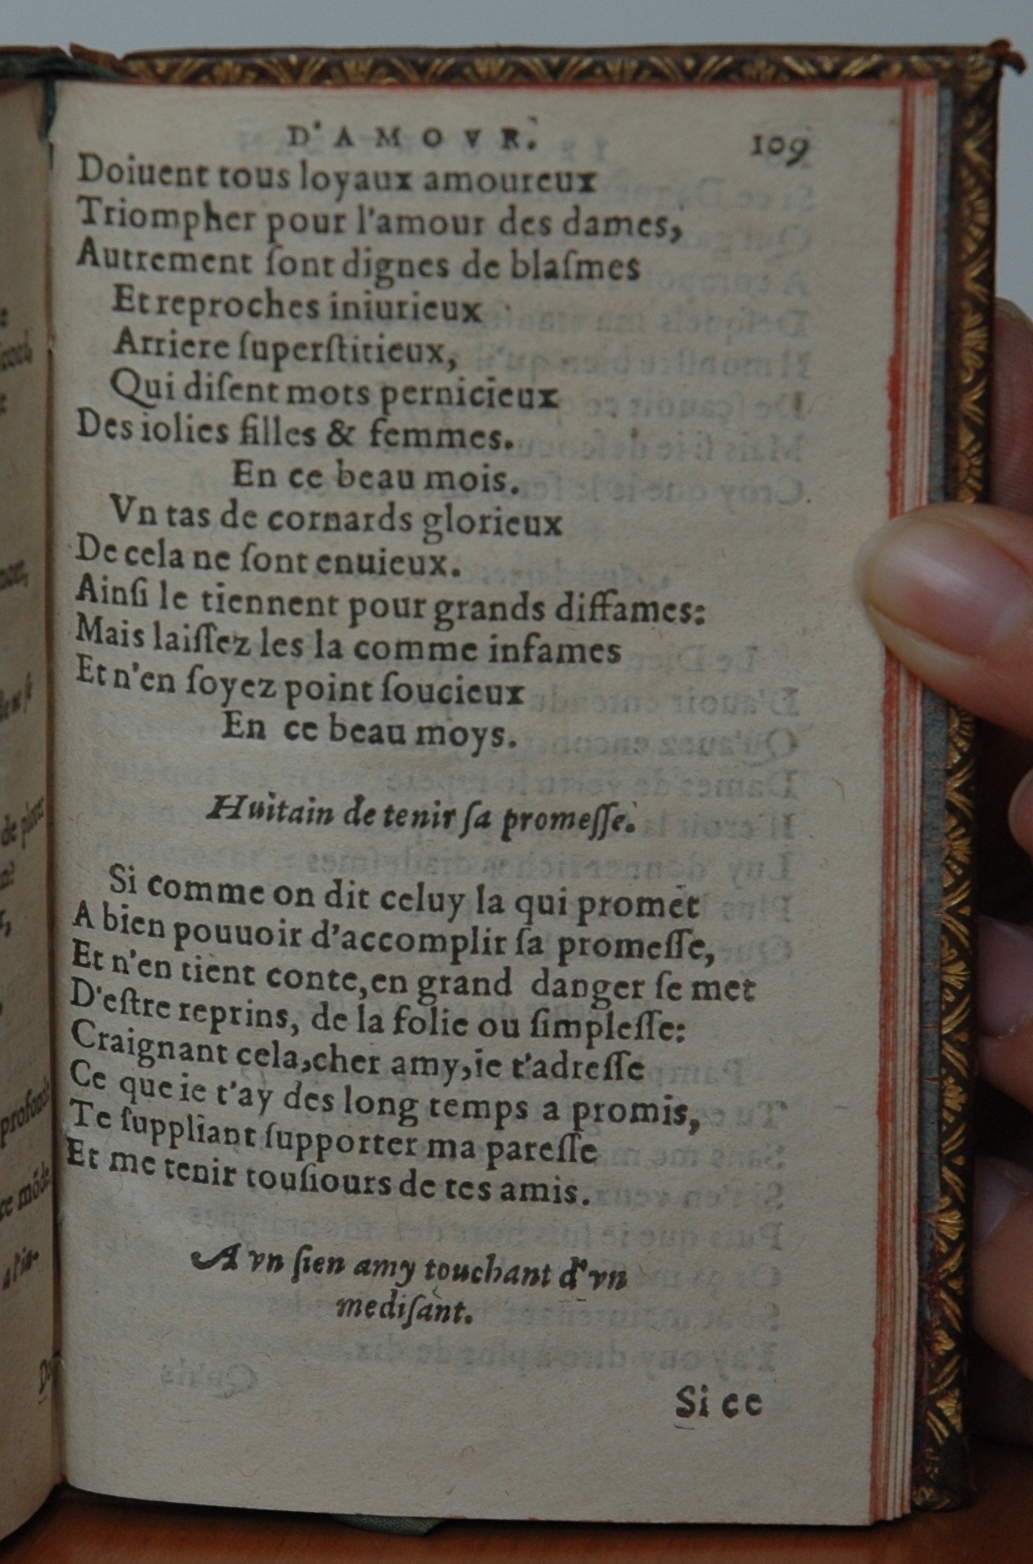 D'AMOVR. 109
Doiuent tous loyaux amoureux
Triompher pour l'amour des dames,
Autrement ſont dignes de blaſmes
Et reproches iniurieux
Arriere ſuperſtitieux,
Qui diſent mots pernicieux
Des iolies filles & femmes.
En ce beau mois.
Vn tas de cornards glorieux
De cela ne ſont enuieux.
Ainſi le tiennent pour grands diffames:
Mais laiſſez les la comme infames
Et n'en ſoyez point ſoucieux
En ce beau moys.
Huitain de tenir ſa promeſſe.
Si comme on dit celuy la qui promet
A bien pouuoir d'accomplir ſa promeſſe,
Et n'en tient conte, en grand danger ſe met
D'eſtre reprins, de la folie ou ſimpleſſe:
Craignant cela, cher amy, ie t'adreſſe
Ce que ie t'ay des long temps a promis,
Te ſuppliant ſupporter ma pareſſe
Et me tenir touſiours de tes amis.
A vn ſien amy touchant d'vn
mediſant.
Si ce